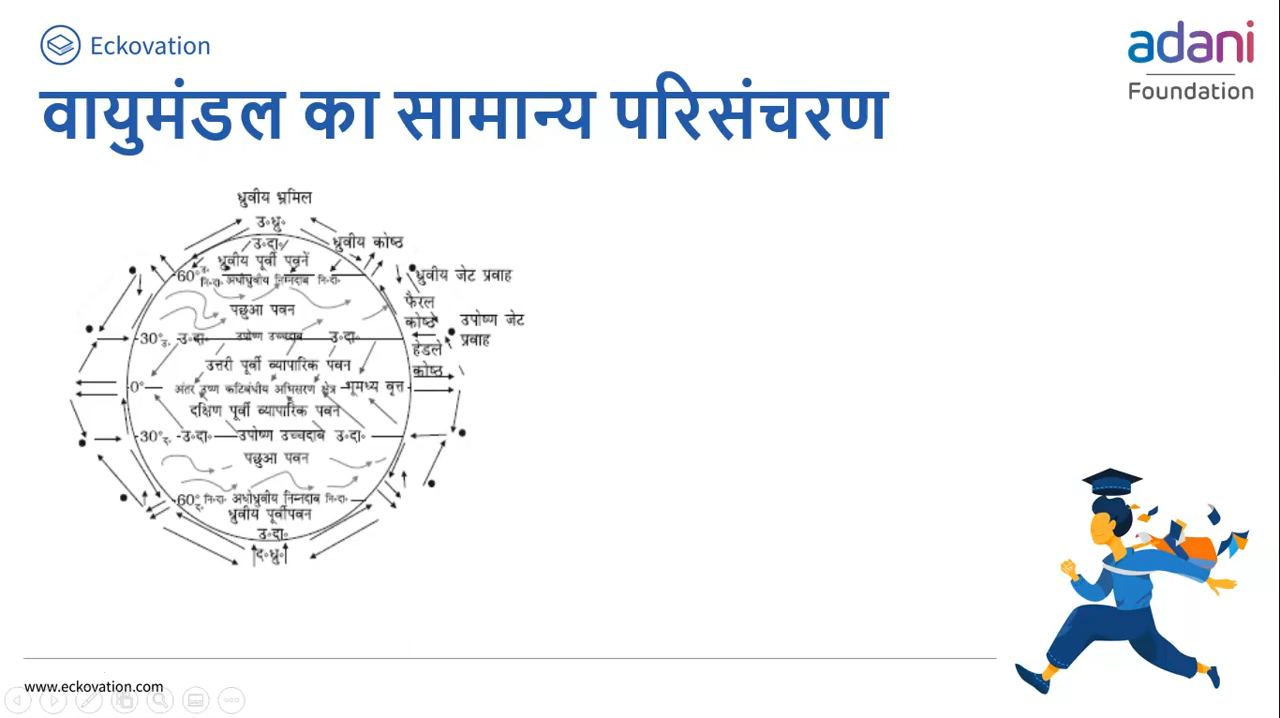 Eckovation
adani
Foundation
वायुमंडल का सामान्य परिसंचरण
ध्रुवीय भ्रमिल
उ॰ध्रु॰
उ॰दा॰
ध्रुवीय कोष्ठ
ध्रुवीय पूर्वी पवनें
60°उ॰
नि॰दा॰ अधोध्रुवीय निम्नदाब नि॰दा॰
ध्रुवीय जेट प्रवाह
पछुआ पवन
फैरल
कोष्ठ
उपोष्ण जेट
प्रवाह
30°उ॰ उ॰दा॰ उपोष्ण उच्चदाब उ॰दा॰
हेडले
कोष्ठ
उत्तरी पूर्वी व्यापारिक पवन
0° अंतर उष्ण कटिबंधीय अभिसरण क्षेत्र भूमध्य वृत्त
दक्षिण पूर्वी व्यापारिक पवन
30°द॰ उ॰दा॰ उपोष्ण उच्चदाब उ॰दा॰
पछुआ पवन
60°द॰ नि॰दा॰ अधोध्रुवीय निम्नदाब नि॰दा॰
ध्रुवीय पूर्वीपवन
उ॰दा॰
द॰ध्रु॰
www.eckovation.com